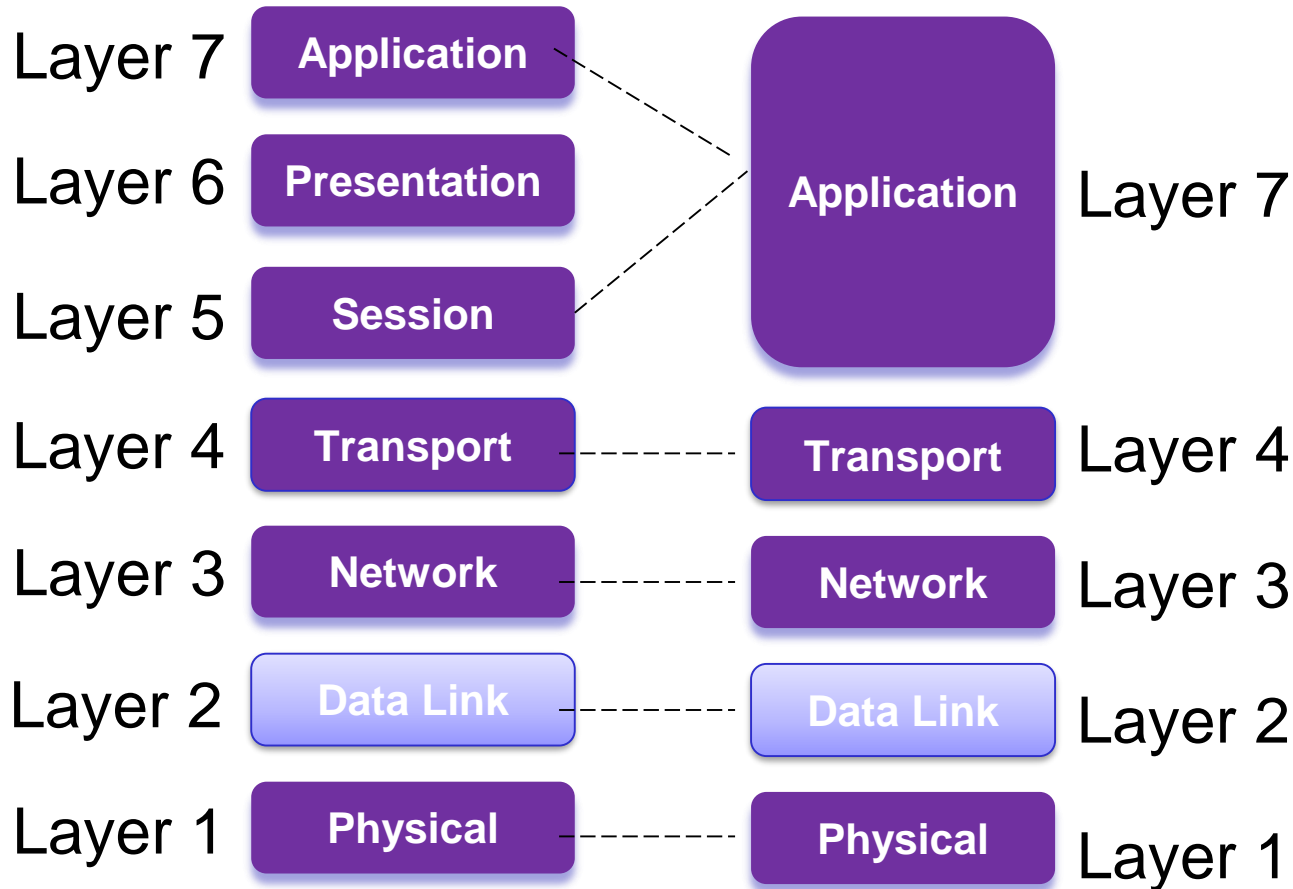 Layer 7
Application
Layer 6
Presentation
Layer 5
Session
Layer 4
Transport
Layer 3
Network
Layer 2
Data Link
Layer 1
Physical
Application
Layer 7
Transport
Layer 4
Network
Layer 3
Data Link
Layer 2
Physical
Layer 1